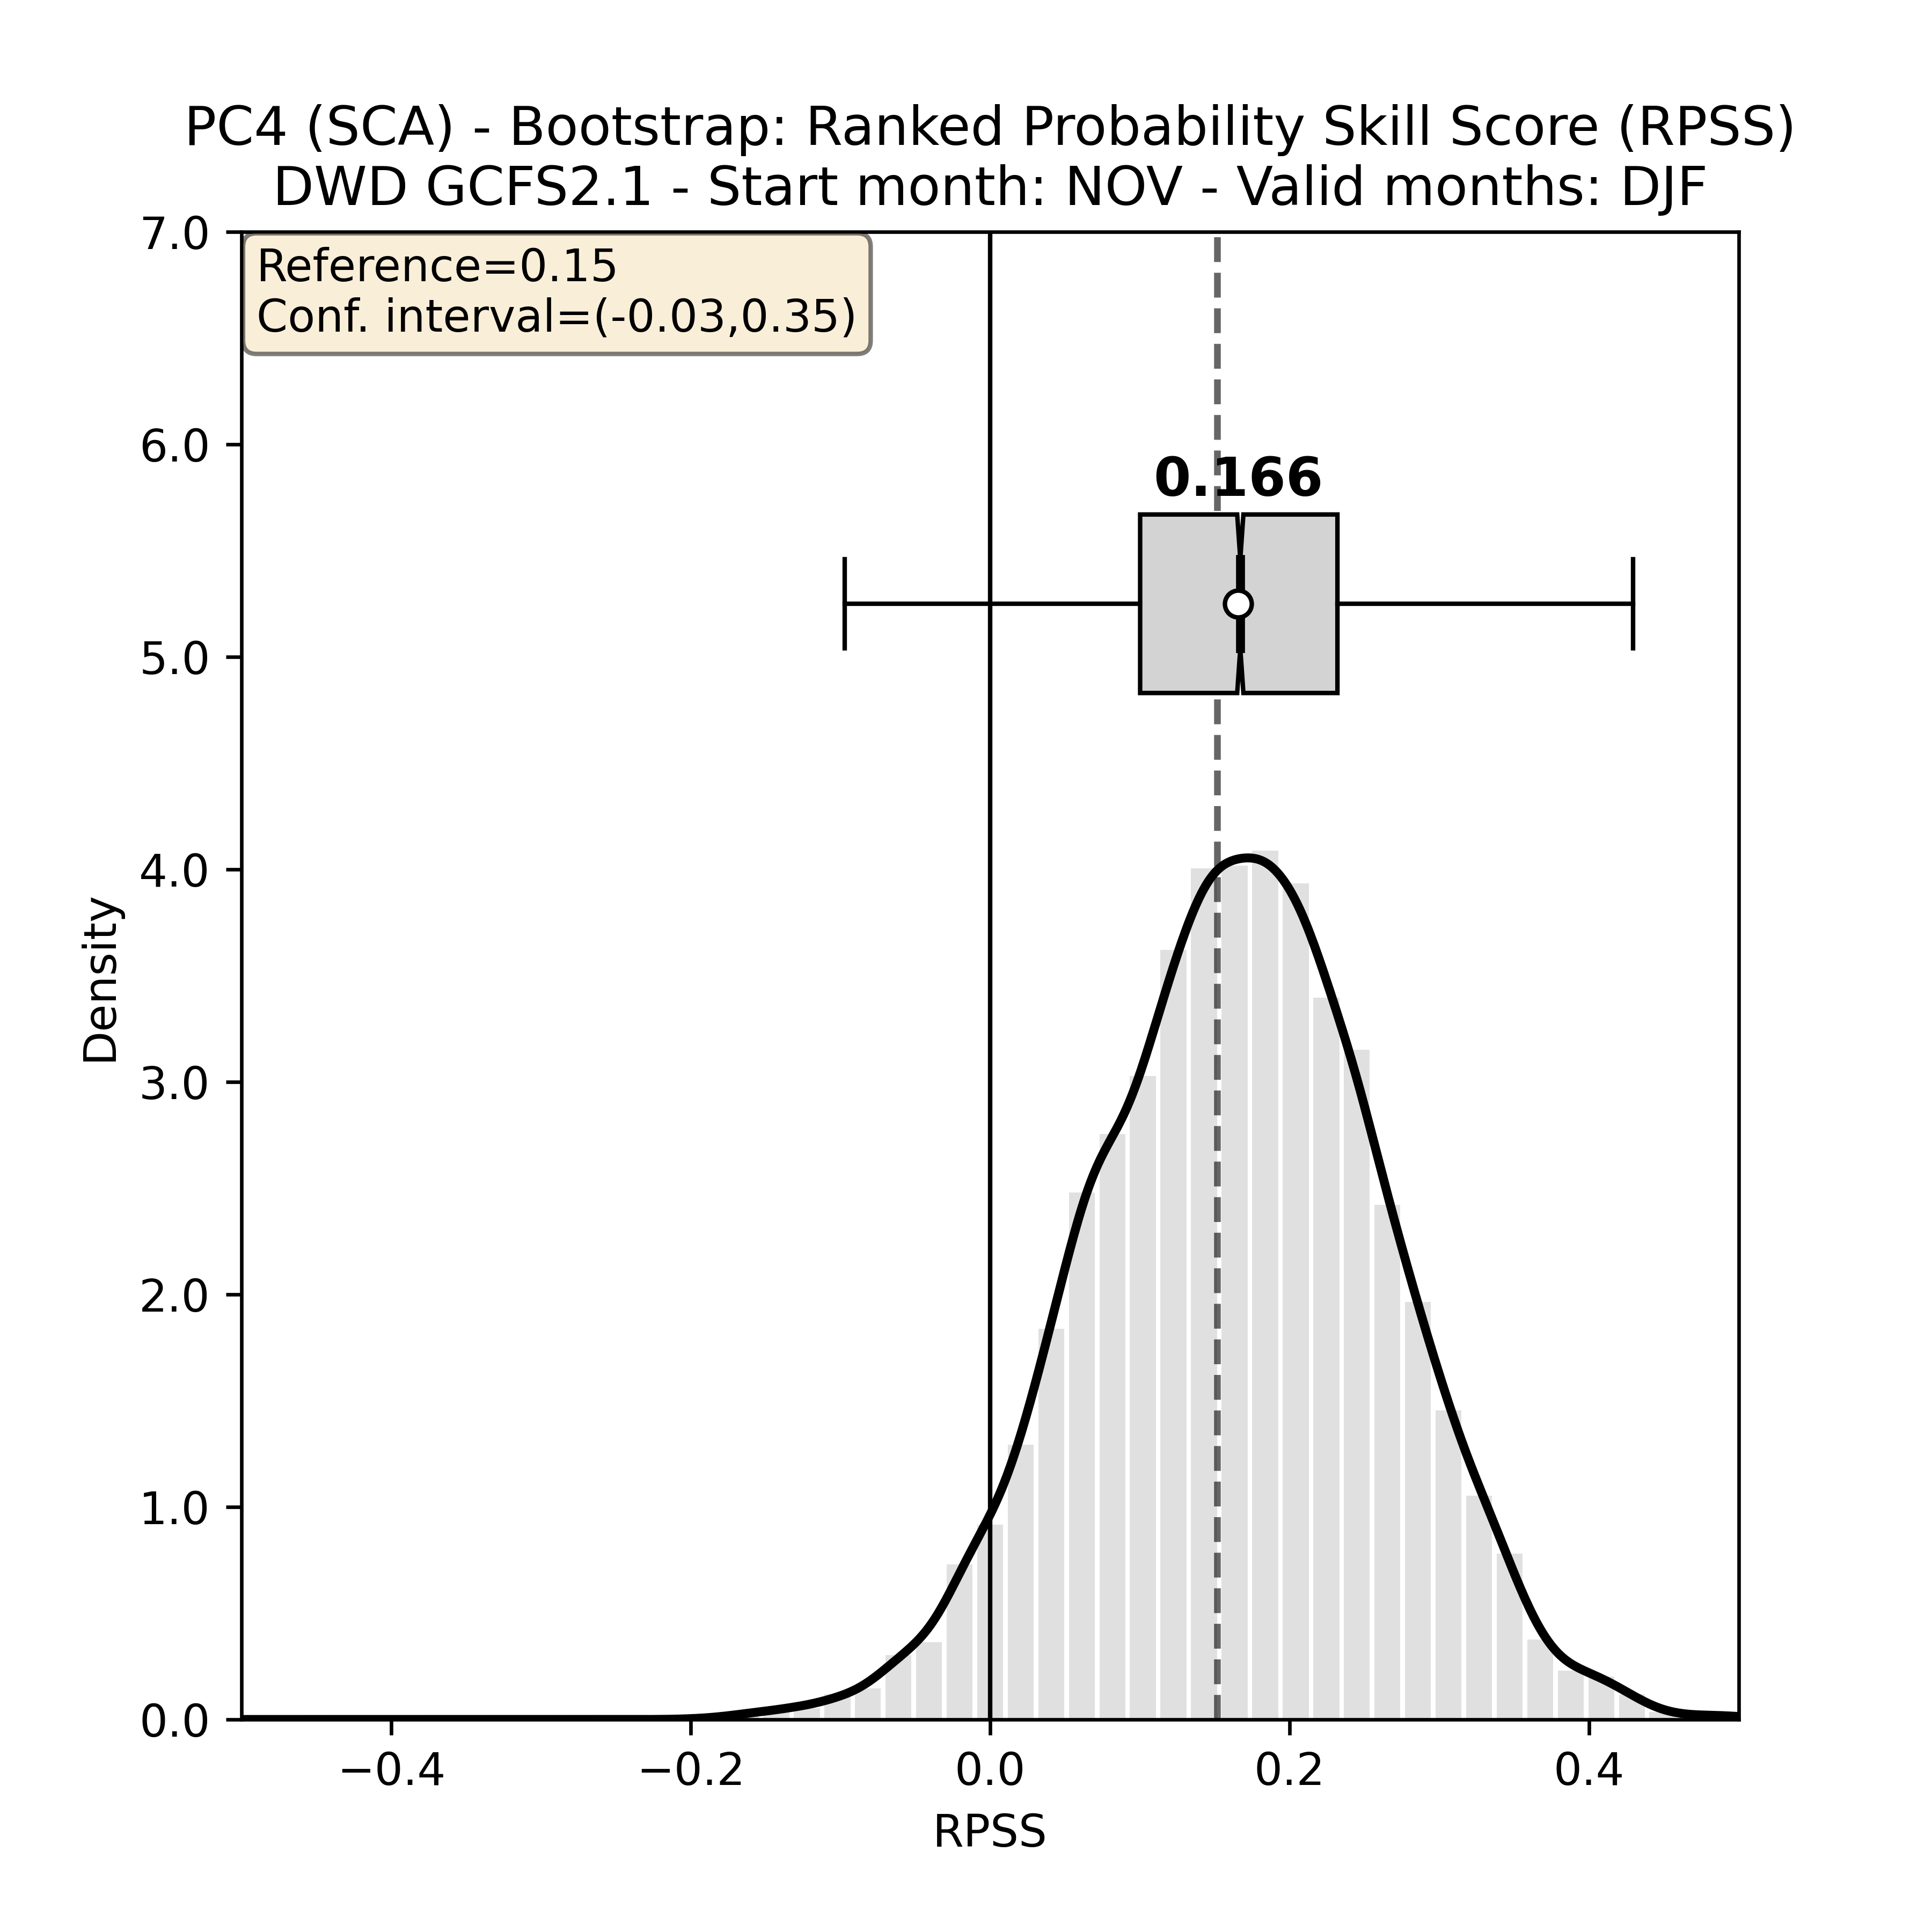 PC4 (SCA) - Bootstrap: Ranked Probability Skill Score (RPSS)
DWD GCFS2.1 - Start month: NOV - Valid months: DJF
Reference=0.15
Conf. interval=(-0.03,0.35)
0.166
7.0
6.0
5.0
4.0
3.0
2.0
1.0
0.0
Density
−0.4
−0.2
0.0
0.2
0.4
RPSS